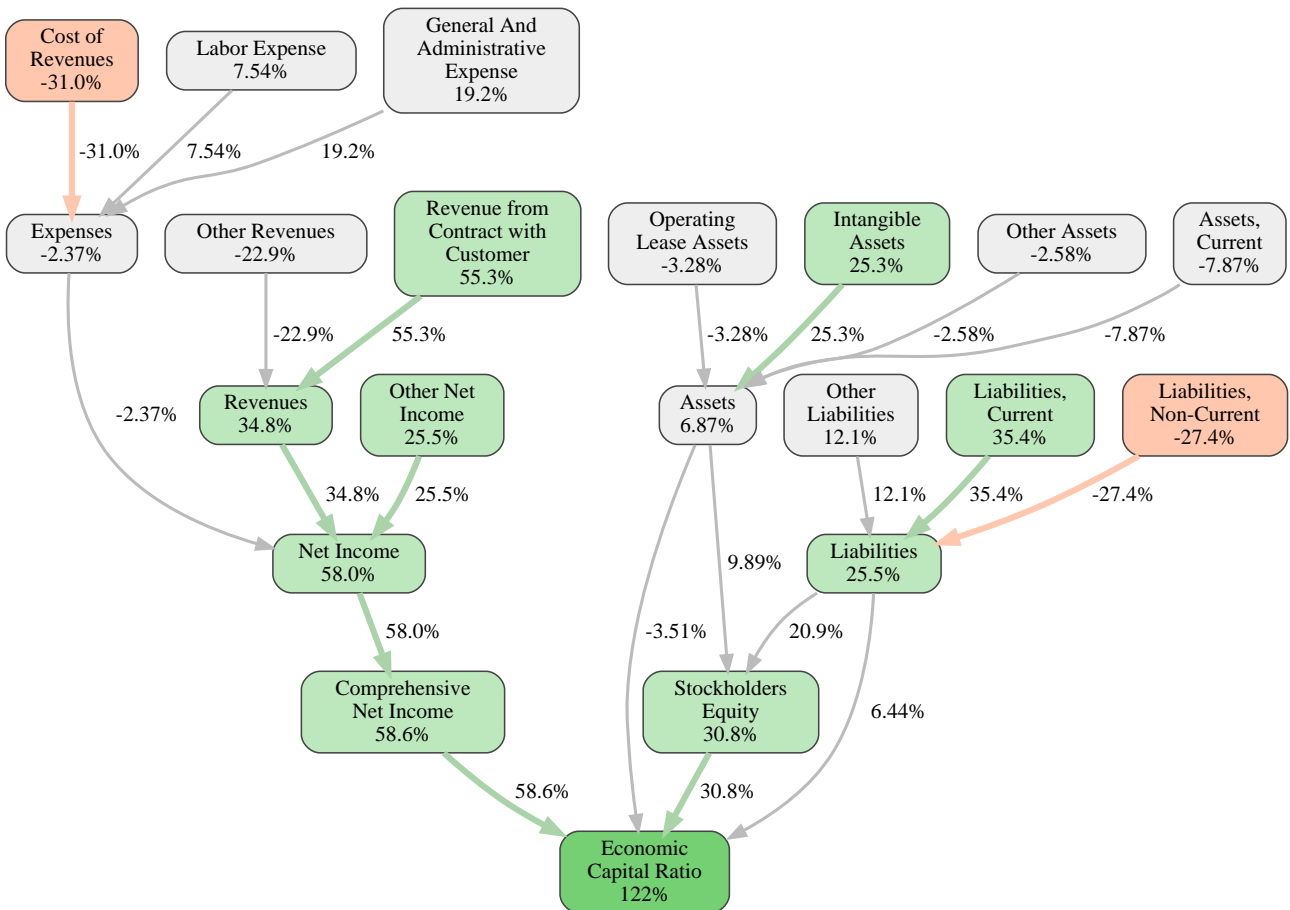 Cost of
Revenues
-31.0%
Labor Expense
7.54%
General And
Administrative
Expense
19.2%
-31.0%
7.54%
19.2%
Expenses
-2.37%
Other Revenues
-22.9%
Revenue from
Contract with
Customer
55.3%
Operating
Lease Assets
-3.28%
Intangible
Assets
25.3%
Other Assets
-2.58%
Assets,
Current
-7.87%
-22.9%
55.3%
-3.28%
25.3%
-2.58%
-7.87%
-2.37%
Revenues
34.8%
Other Net
Income
25.5%
Assets
6.87%
Other
Liabilities
12.1%
Liabilities,
Current
35.4%
Liabilities,
Non-Current
-27.4%
34.8%
25.5%
12.1%
35.4%
-27.4%
Net Income
58.0%
9.89%
Liabilities
25.5%
58.0%
-3.51%
20.9%
Comprehensive
Net Income
58.6%
Stockholders
Equity
30.8%
6.44%
58.6%
30.8%
Economic
Capital Ratio
122%